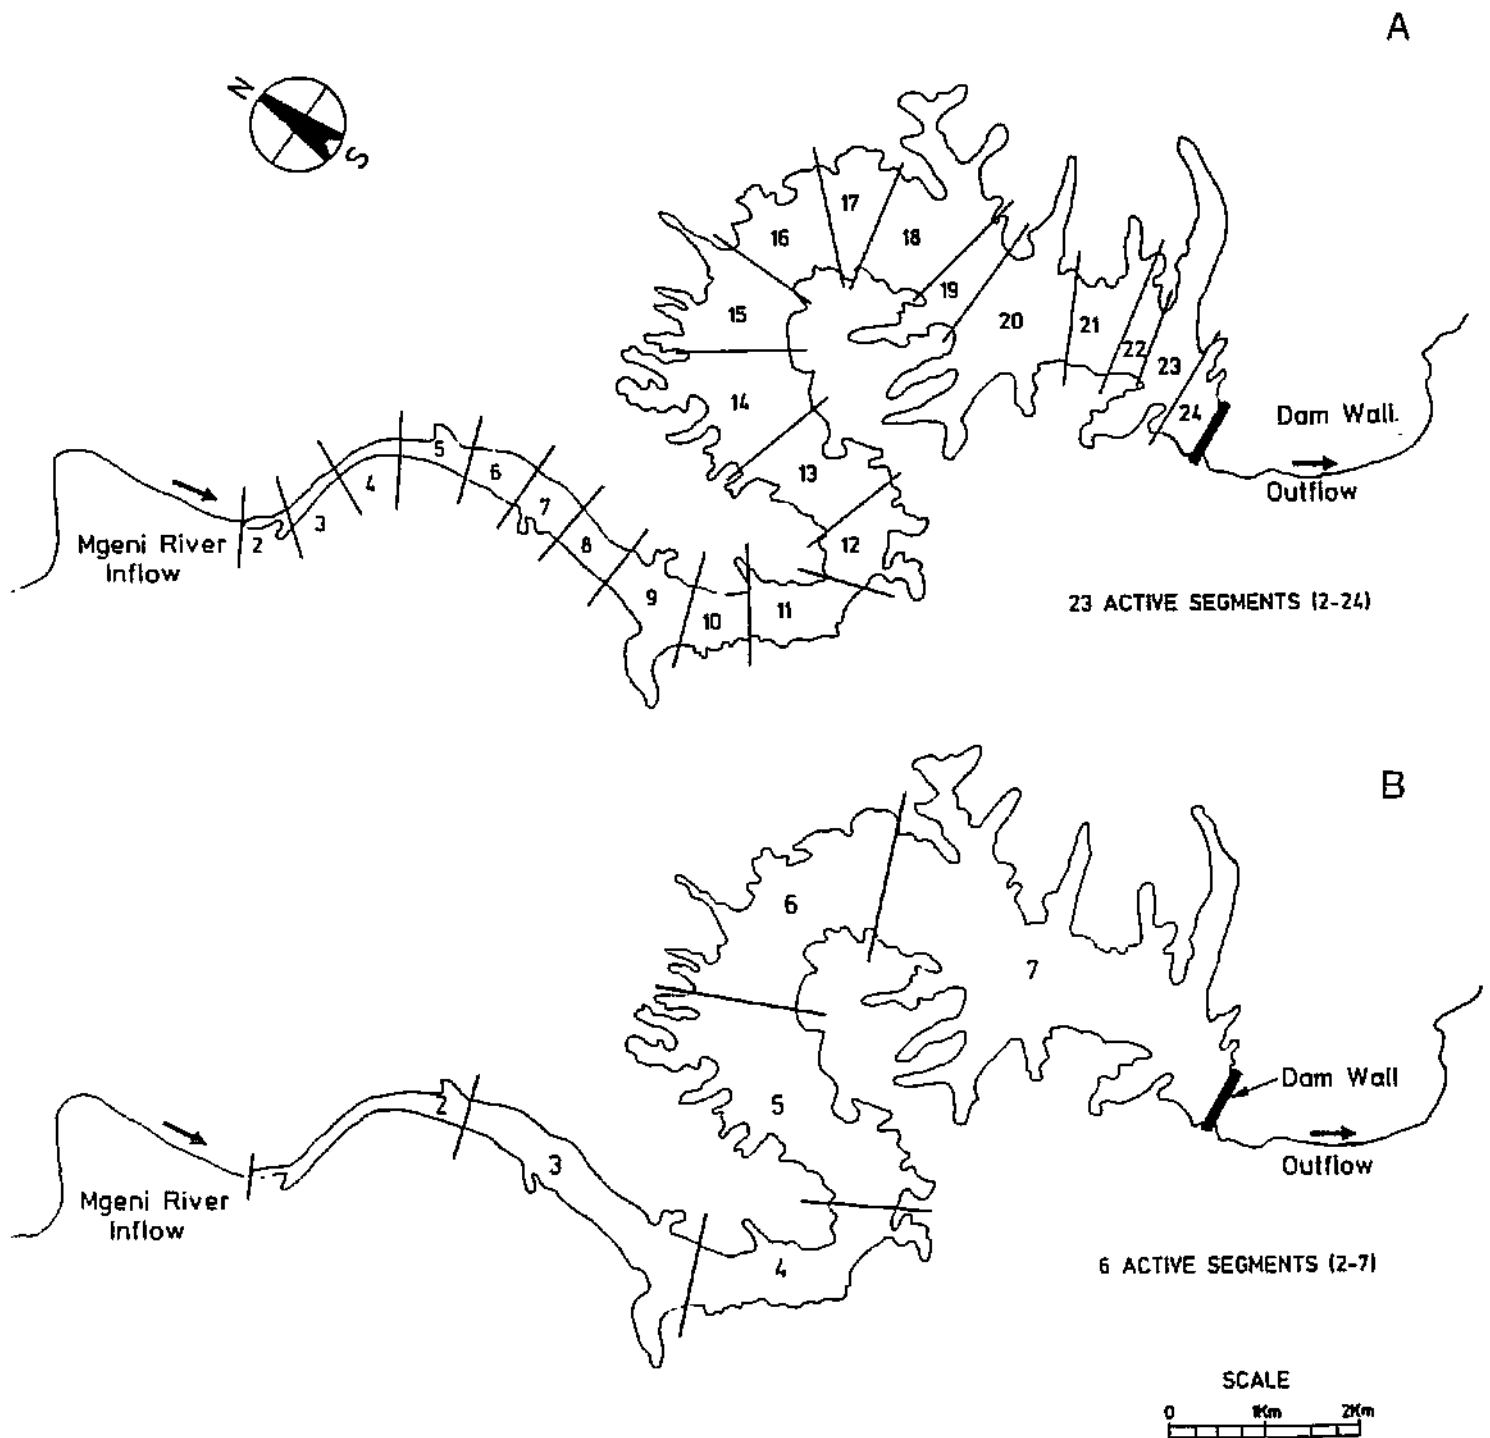 A
N
S
17
16
18
19
15
20
21
22
23
14
24
Dam Wall.
Outflow
13
5
6
4
7
3
2
8
12
Mgeni River
Inflow
9
10
11
23 ACTIVE SEGMENTS (2-24)
B
6
7
5
2
3
Dam Wall
Outflow
Mgeni River
Inflow
4
6 ACTIVE SEGMENTS (2-7)
SCALE
0 1Km 2Km